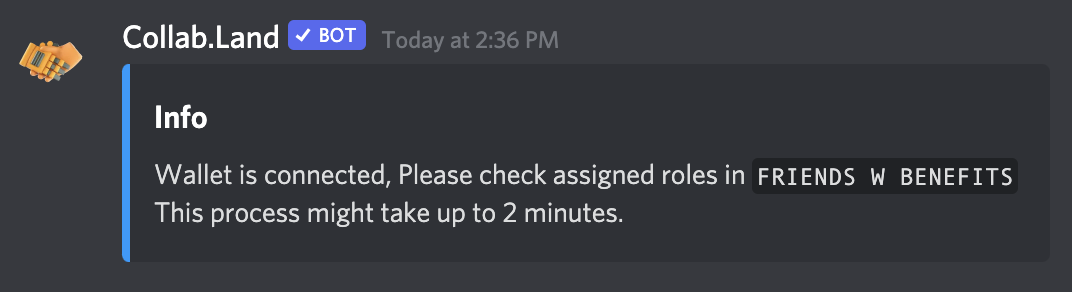 Collab.Land ✓ BOT Today at 2:36 PM
Info
Wallet is connected, Please check assigned roles in FRIENDS W BENEFITS
This process might take up to 2 minutes.